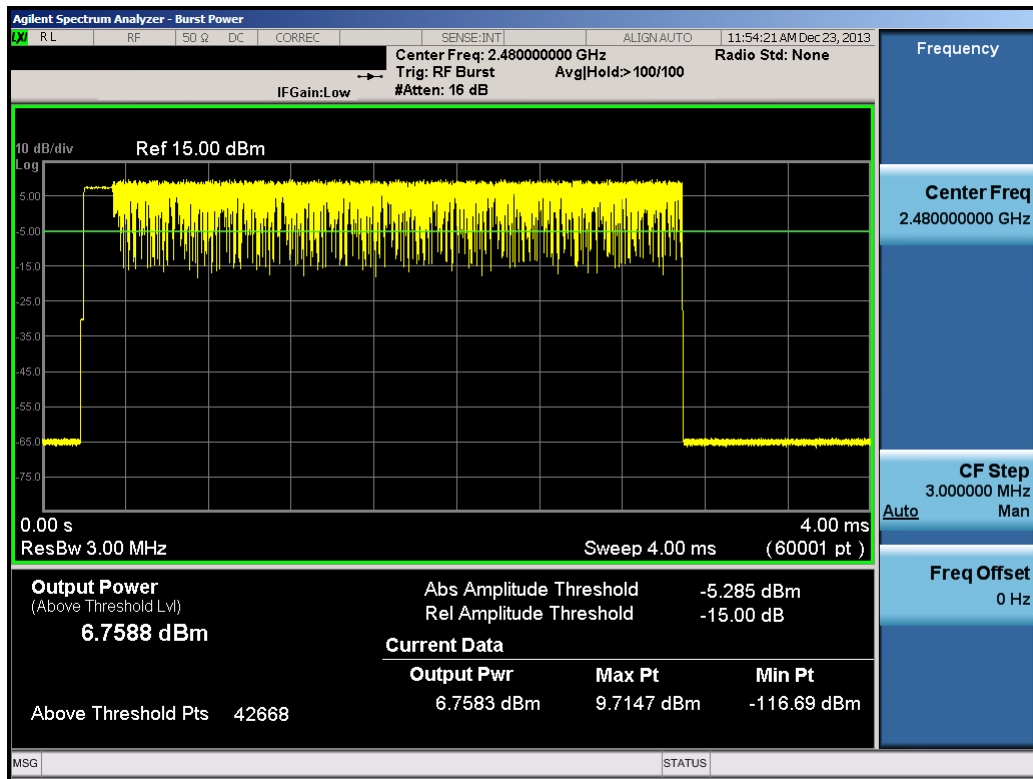 Agilent Spectrum Analyzer - Burst Power
LXI RL RF 50 Ω DC CORREC SENSE:INT ALIGN AUTO 11:54:21 AM Dec 23, 2013
Center Freq: 2.480000000 GHz Radio Std: None
Trig: RF Burst Avg|Hold:>100/100
IFGain:Low #Atten: 16 dB
10 dB/div Ref 15.00 dBm
Log
5.00
-5.00
-15.0
-25.0
-35.0
-45.0
-55.0
-65.0
-75.0
0.00 s 4.00 ms
ResBw 3.00 MHz Sweep 4.00 ms (60001 pt)
Output Power
(Above Threshold Lvl)
6.7588 dBm
Above Threshold Pts 42668
Abs Amplitude Threshold -5.285 dBm
Rel Amplitude Threshold -15.00 dB
Current Data
Output Pwr Max Pt Min Pt
6.7583 dBm 9.7147 dBm -116.69 dBm
MSG STATUS
Frequency
Center Freq
2.480000000 GHz
CF Step
3.000000 MHz
Auto Man
Freq Offset
0 Hz